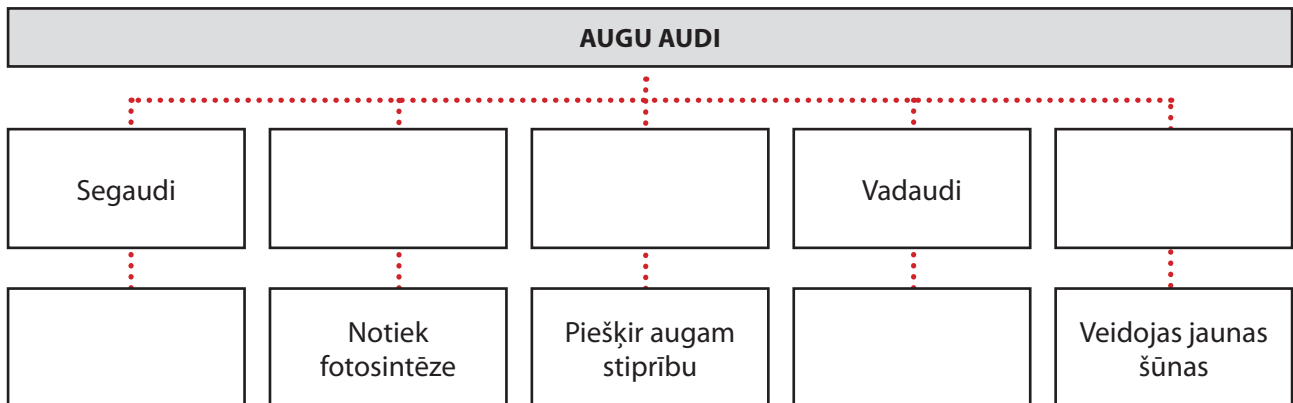 AUGU AUDI
Segaudi
Vadaudi
Notiek
fotosintēze
Piešķir augam
stiprību
Veidojas jaunas
šūnas